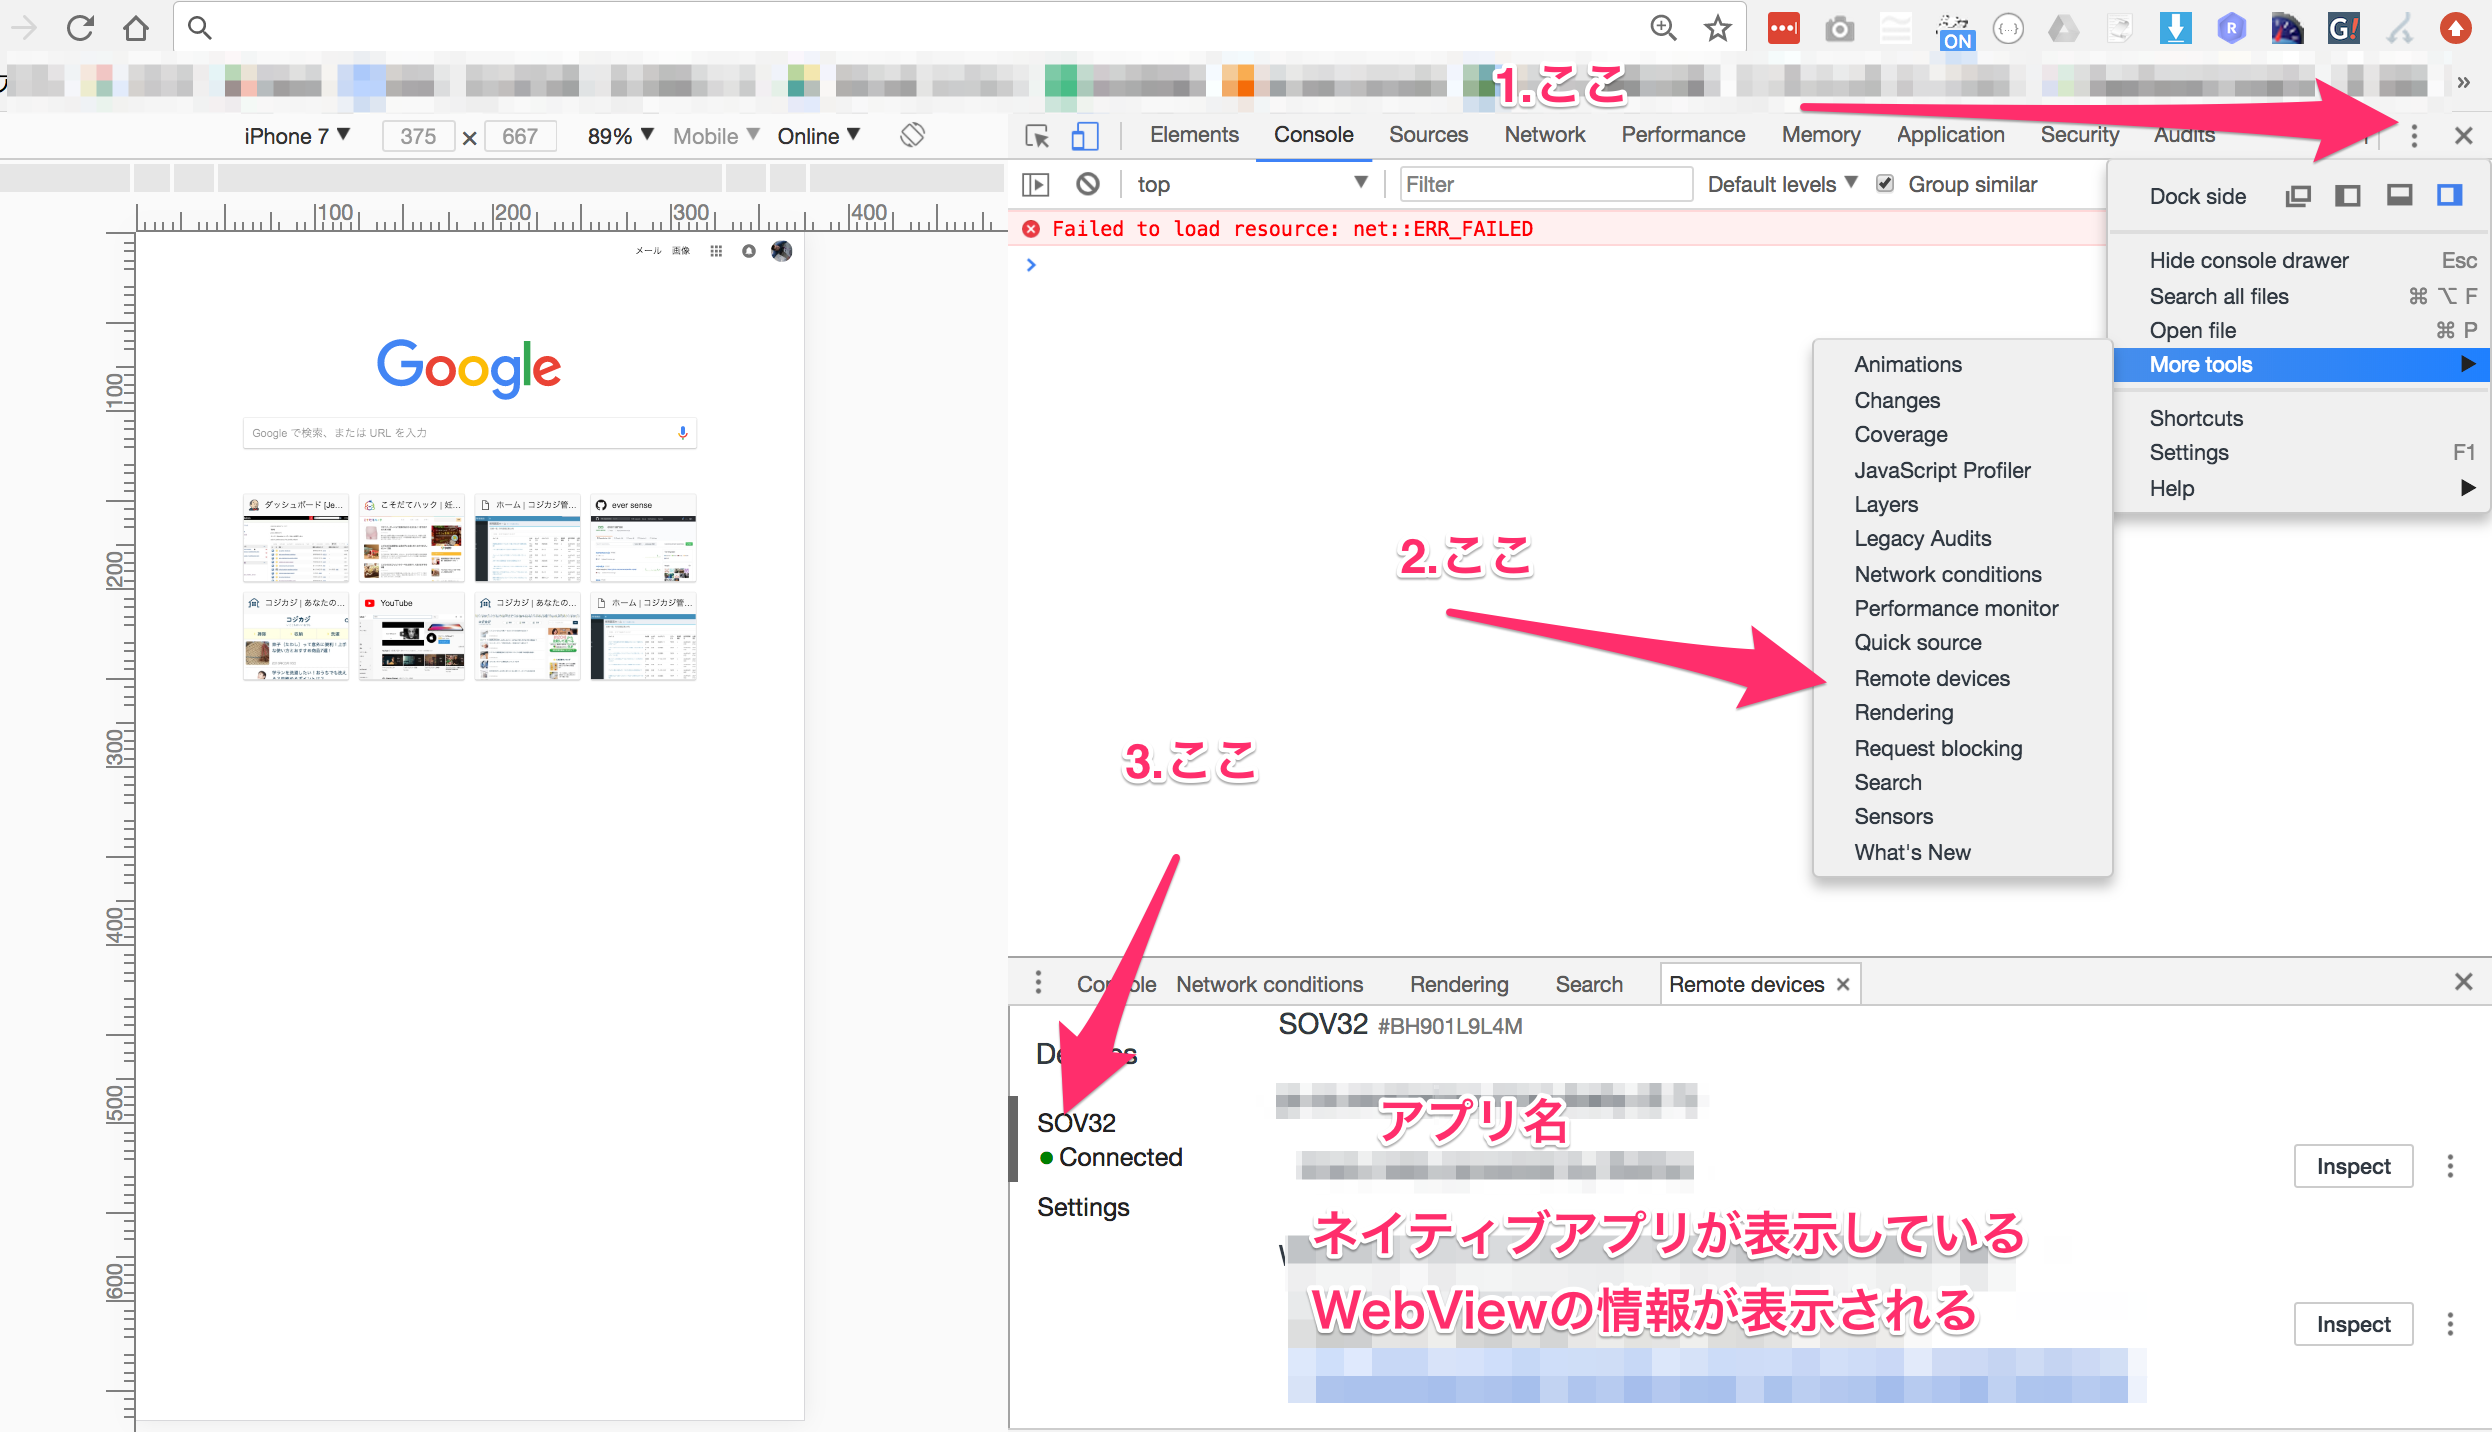 ON
G!
1.ここ
iPhone 7 ▼ 375 × 667 89% ▼ Mobile ▼ Online ▼
Elements Console Sources Network Performance Memory Application Security Audits
top ▼ Filter Default levels ▼ Group similar
Failed to load resource: net::ERR_FAILED
Dock side
Hide console drawer Esc
Search all files ⌘ ⌥ F
Open file ⌘ P
More tools ▶
Shortcuts
Settings F1
Help ▶
Animations
Changes
Coverage
JavaScript Profiler
Layers
Legacy Audits
Network conditions
Performance monitor
Quick source
Remote devices
Rendering
Request blocking
Search
Sensors
What's New
2.ここ
3.ここ
100 200 300 400
100
200
300
400
500
600
メール 画像
Google
Google で検索、または URL を入力
ダッシュボード [Je...
こそだてハック | 妊...
ホーム | コジカジ管...
ever sense
コジカジ | あなたの...
YouTube
コジカジ | あなたの...
ホーム | コジカジ管...
コジカジ
Console Network conditions Rendering Search Remote devices ×
Devices
SOV32
Connected
Settings
SOV32 #BH901L9L4M
アプリ名
Inspect
ネイティブアプリが表示している
WebViewの情報が表示される
Inspect